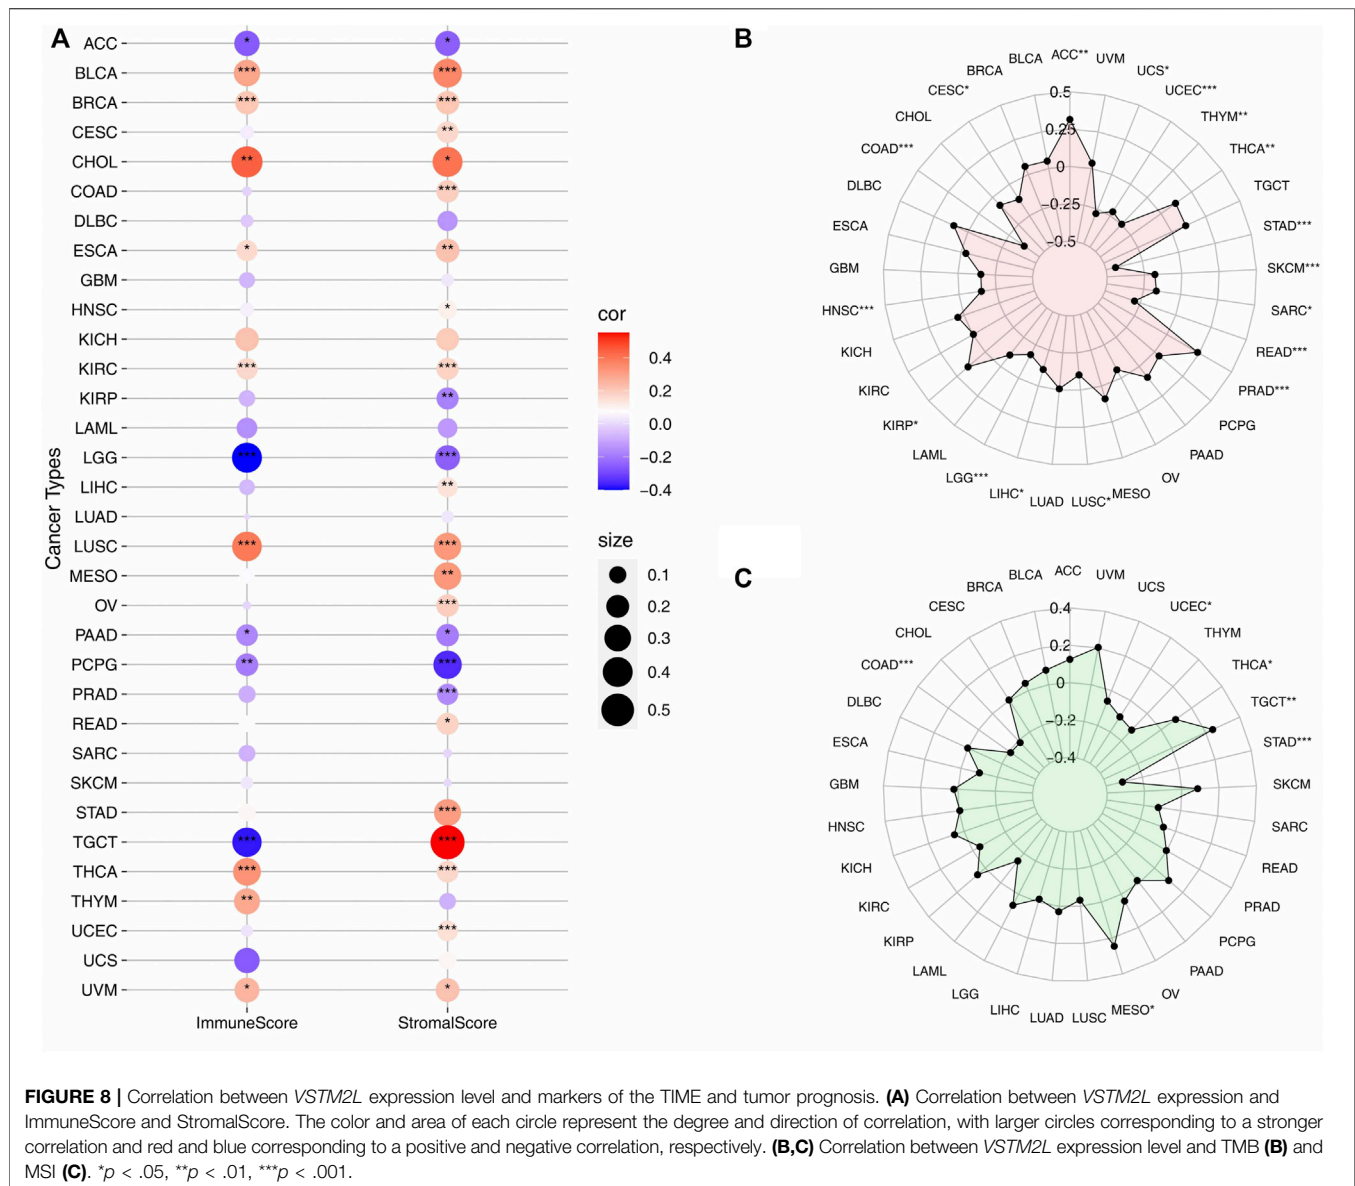 A
ACC
BLCA
BRCA
CESC
CHOL
COAD
DLBC
ESCA
GBM
HNSC
KICH
KIRC
KIRP
LAML
LGG
LIHC
LUAD
LUSC
MESO
OV
PAAD
PCPG
PRAD
READ
SARC
SKCM
STAD
TGCT
THCA
THYM
UCEC
UCS
UVM
Cancer Types
* *
*** ***
*** ***
**
** *
***
* **
*
*** ***
**
*** ***
**
*** ***
**
***
* *
** ***
***
*
***
*** ***
*** ***
**
***
* *
ImmuneScore StromalScore
cor
0.4
0.2
0.0
−0.2
−0.4
size
0.1
0.2
0.3
0.4
0.5
B
ACC**
UVM
UCS*
UCEC***
THYM**
THCA**
TGCT
STAD***
SKCM***
SARC*
READ***
PRAD***
PCPG
PAAD
OV
MESO
LUSC*
LUAD
LIHC*
LGG***
LAML
KIRP*
KIRC
KICH
HNSC***
GBM
ESCA
DLBC
COAD***
CHOL
CESC*
BRCA
BLCA
0.5
0.25
0
−0.25
−0.5
C
ACC
UVM
UCS
UCEC*
THYM
THCA*
TGCT**
STAD***
SKCM
SARC
READ
PRAD
PCPG
PAAD
OV
MESO*
LUSC
LUAD
LIHC
LGG
LAML
KIRP
KIRC
KICH
HNSC
GBM
ESCA
DLBC
COAD***
CHOL
CESC
BRCA
BLCA
0.4
0.2
0
−0.2
−0.4
FIGURE 8 | Correlation between VSTM2L expression level and markers of the TIME and tumor prognosis. (A) Correlation between VSTM2L expression and
ImmuneScore and StromalScore. The color and area of each circle represent the degree and direction of correlation, with larger circles corresponding to a stronger
correlation and red and blue corresponding to a positive and negative correlation, respectively. (B,C) Correlation between VSTM2L expression level and TMB (B) and
MSI (C). *p < .05, **p < .01, ***p < .001.